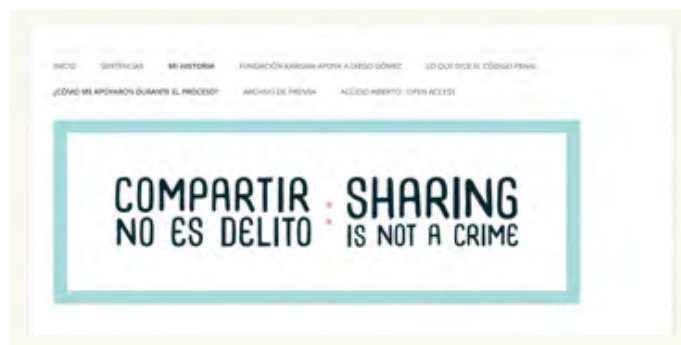 INICIO SENTENCIAS MI HISTORIA FUNDACIÓN KARISMA APOYA A DIEGO GÓMEZ LO QUE DICE EL CÓDIGO PENAL
¿CÓMO ME APOYARON DURANTE EL PROCESO? ARCHIVO DE PRENSA ACCESO ABIERTO - OPEN ACCESS
COMPARTIR : SHARING
NO ES DELITO IS NOT A CRIME